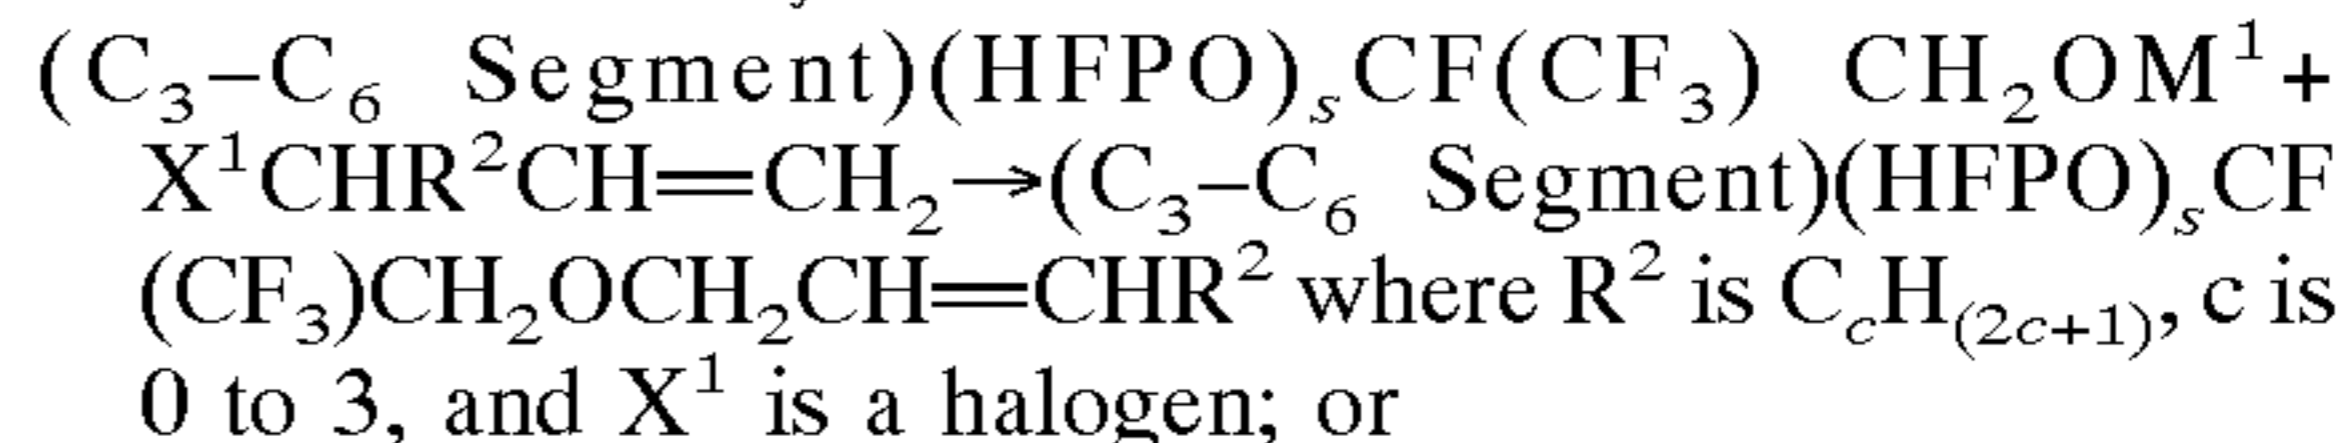 (C₃–C₆ Segment)(HFPO)ₛCF(CF₃) CH₂OM¹+
X¹CHR²CH=CH₂→(C₃–C₆ Segment)(HFPO)ₛCF
(CF₃)CH₂OCH₂CH=CHR² where R² is C_cH_(2c+1), c is
0 to 3, and X¹ is a halogen; or